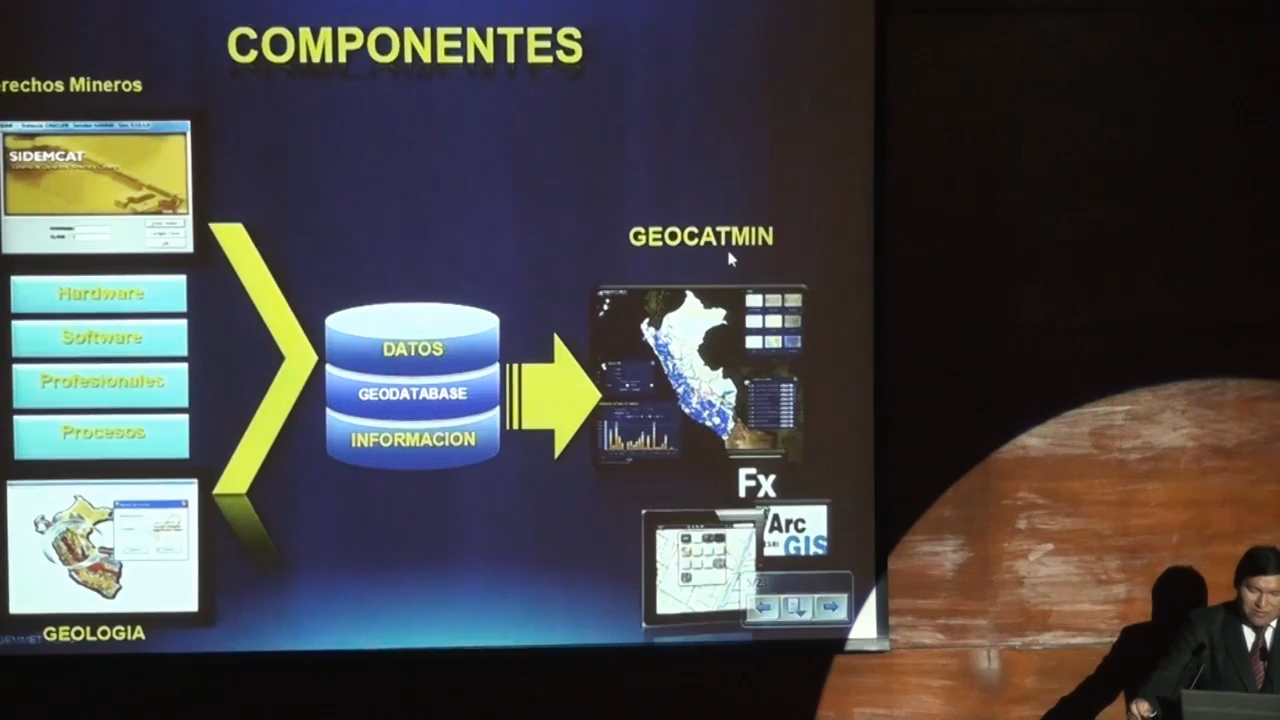 COMPONENTES
rechos Mineros
SIDEMCAT
Hardware
Software
Profesionales
Procesos
GEOLOGIA
DATOS
GEODATABASE
INFORMACION
GEOCATMIN
Fx
Arc
GIS